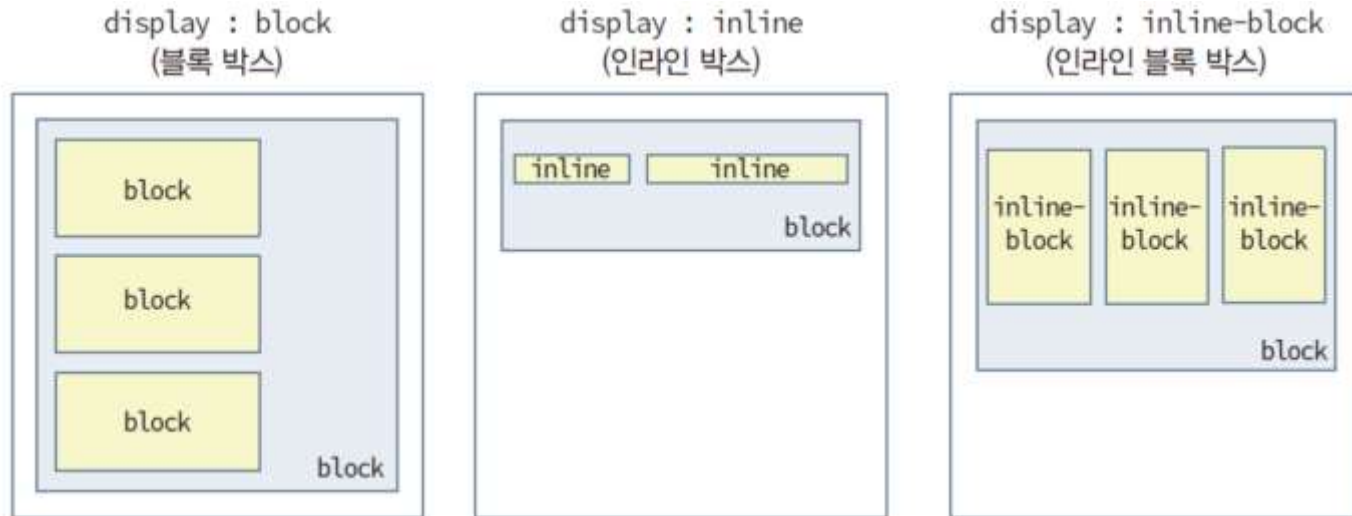 display : block
(블록 박스)
block
block
block
block
display : inline
(인라인 박스)
inline inline
block
display : inline-block
(인라인 블록 박스)
inline- inline- inline-
block block block
block